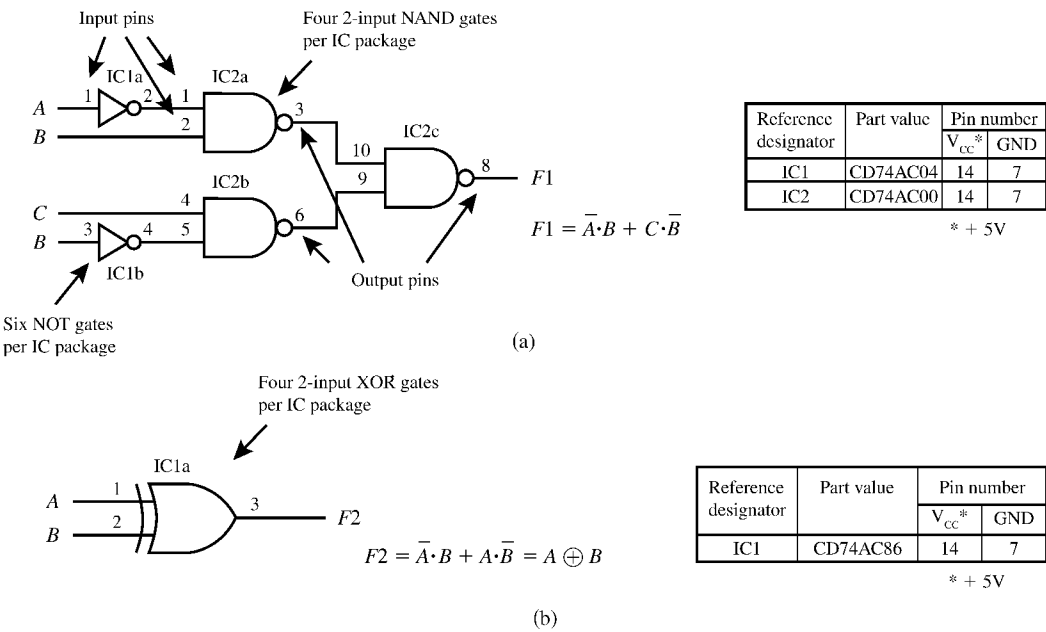 Input pins
Four 2-input NAND gates
per IC package
IC1a
IC2a
A
1
2
1
3
B
2
IC2c
10
9
8
F1
IC2b
C
4
6
B
3
4
5
IC1b
F1 = A̅·B + C·B̅
Output pins
Six NOT gates
per IC package
(a)
Reference designator
Part value
Pin number
V_CC*
GND
IC1 CD74AC04 14 7
IC2 CD74AC00 14 7
* + 5V
Four 2-input XOR gates
per IC package
IC1a
A
1
3
F2
B
2
F2 = A̅·B + A·B̅ = A ⊕ B
Reference designator
Part value
Pin number
V_CC*
GND
IC1 CD74AC86 14 7
* + 5V
(b)